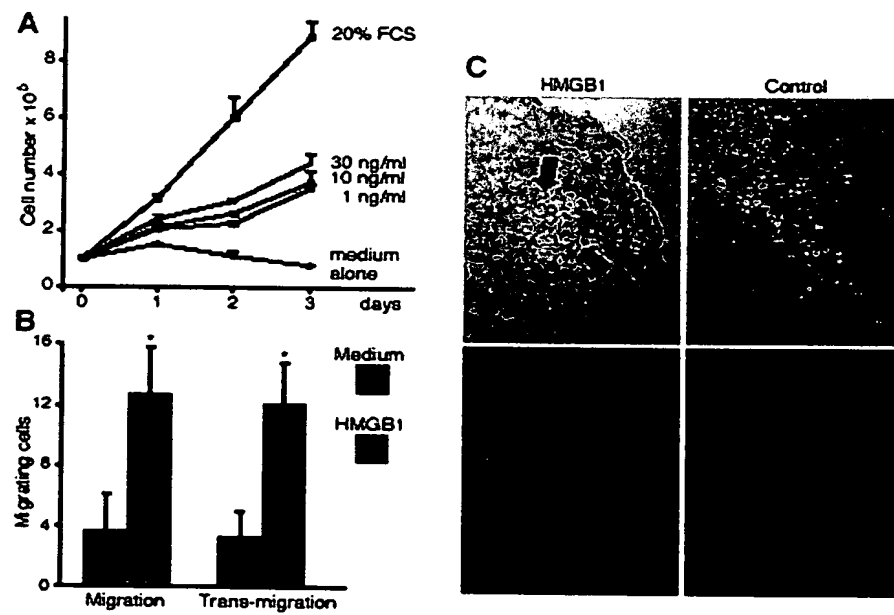 A
Cell number x 10⁵
8
6
4
2
0
20% FCS
30 ng/ml
10 ng/ml
1 ng/ml
medium
alone
0 1 2 3 days
B
Migrating cells
16
12
8
4
0
Medium
HMGB1
Migration Trans-migration
* *
C
HMGB1 Control